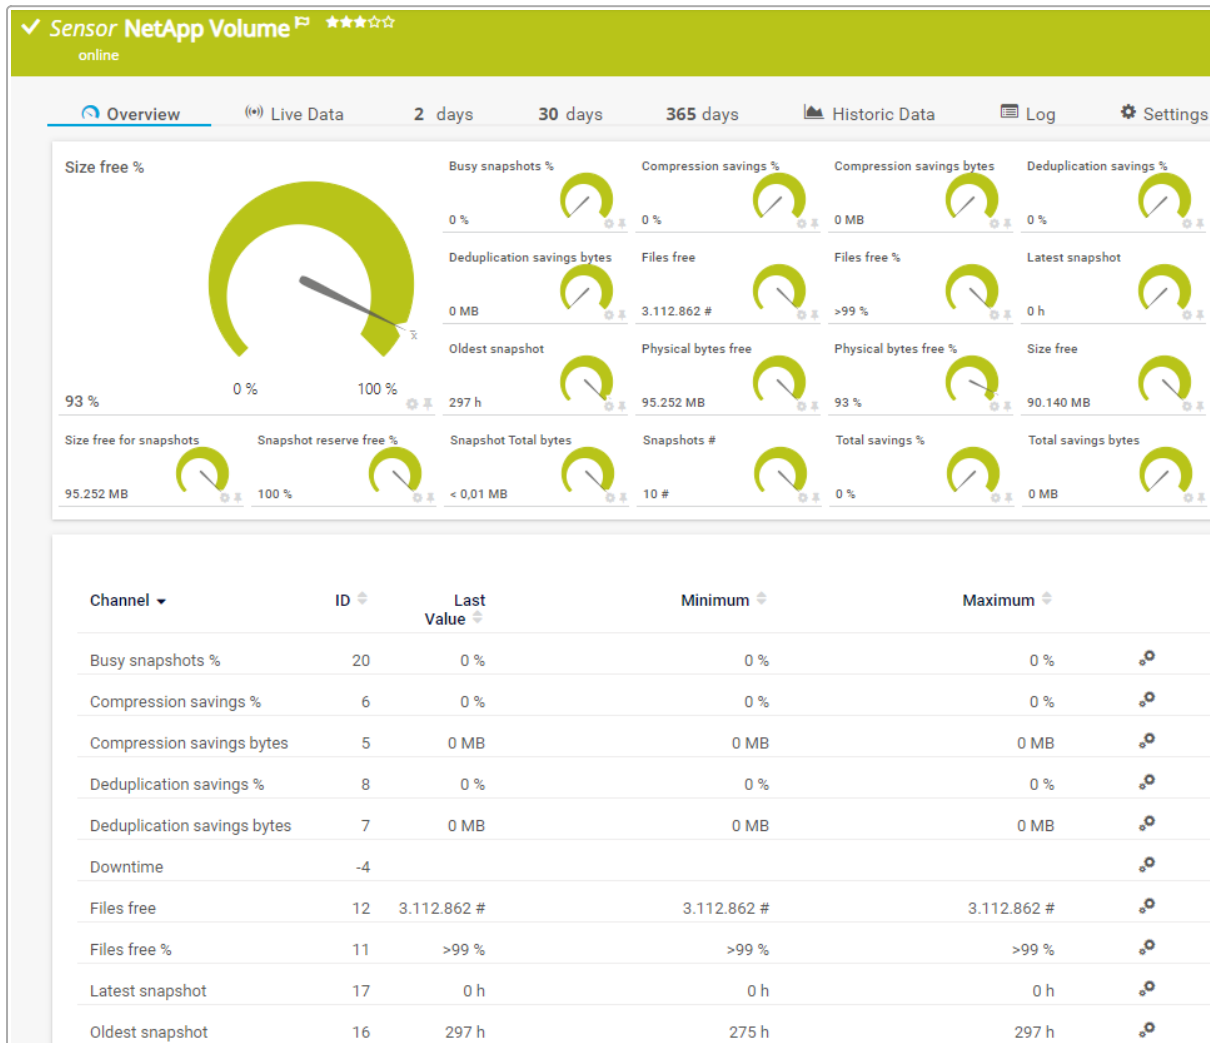 Sensor NetApp Volume
online
Overview Live Data 2 days 30 days 365 days Historic Data Log Settings
Size free %
93 %
0 % 100 %
x̄
Busy snapshots % Compression savings % Compression savings bytes Deduplication savings %
0 % 0 % 0 MB 0 %
Deduplication savings bytes Files free Files free % Latest snapshot
0 MB 3.112.862 # >99 % 0 h
Oldest snapshot Physical bytes free Physical bytes free % Size free
297 h 95.252 MB 93 % 90.140 MB
Size free for snapshots Snapshot reserve free % Snapshot Total bytes Snapshots # Total savings % Total savings bytes
95.252 MB 100 % < 0,01 MB 10 # 0 % 0 MB
Channel ID Last Value Minimum Maximum
Busy snapshots % 20 0 % 0 % 0 %
Compression savings % 6 0 % 0 % 0 %
Compression savings bytes 5 0 MB 0 MB 0 MB
Deduplication savings % 8 0 % 0 % 0 %
Deduplication savings bytes 7 0 MB 0 MB 0 MB
Downtime -4
Files free 12 3.112.862 # 3.112.862 # 3.112.862 #
Files free % 11 >99 % >99 % >99 %
Latest snapshot 17 0 h 0 h 0 h
Oldest snapshot 16 297 h 275 h 297 h